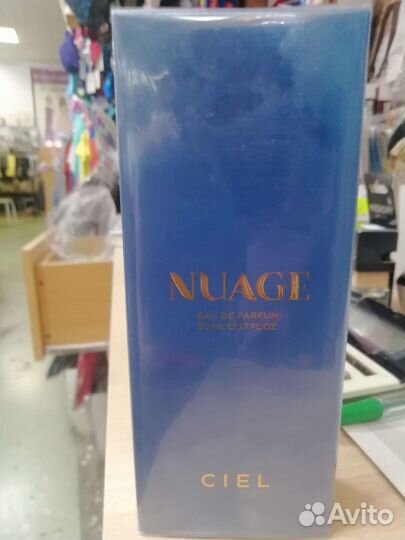 NUAGE
EAU DE PARFUM
50 ML ℮ 1.7 FL.OZ.
CIEL
Avito